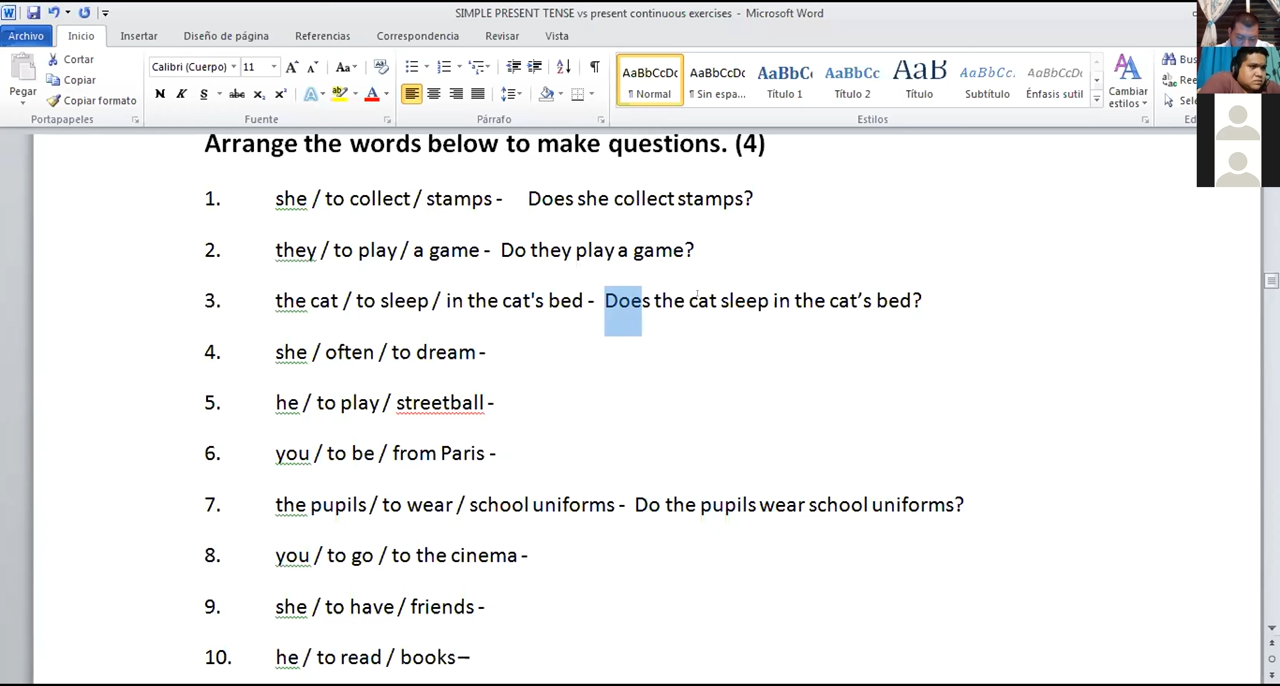 SIMPLE PRESENT TENSE vs present continuous exercises - Microsoft Word
Archivo Inicio Insertar Diseño de página Referencias Correspondencia Revisar Vista
Pegar
Cortar
Copiar
Copiar formato
Portapapeles
Calibri (Cuerpo) 11
Fuente
Párrafo
AaBbCcDc AaBbCcDc AaBbC AaBbCc AaB AaBbCc. AaBbCcDc
¶ Normal ¶ Sin espa... Título 1 Título 2 Título Subtítulo Énfasis sutil
Cambiar estilos
Estilos
Arrange the words below to make questions. (4)
1. she / to collect / stamps - Does she collect stamps?
2. they / to play / a game - Do they play a game?
3. the cat / to sleep / in the cat's bed - Does the cat sleep in the cat’s bed?
4. she / often / to dream -
5. he / to play / streetball -
6. you / to be / from Paris -
7. the pupils / to wear / school uniforms - Do the pupils wear school uniforms?
8. you / to go / to the cinema -
9. she / to have / friends -
10. he / to read / books –